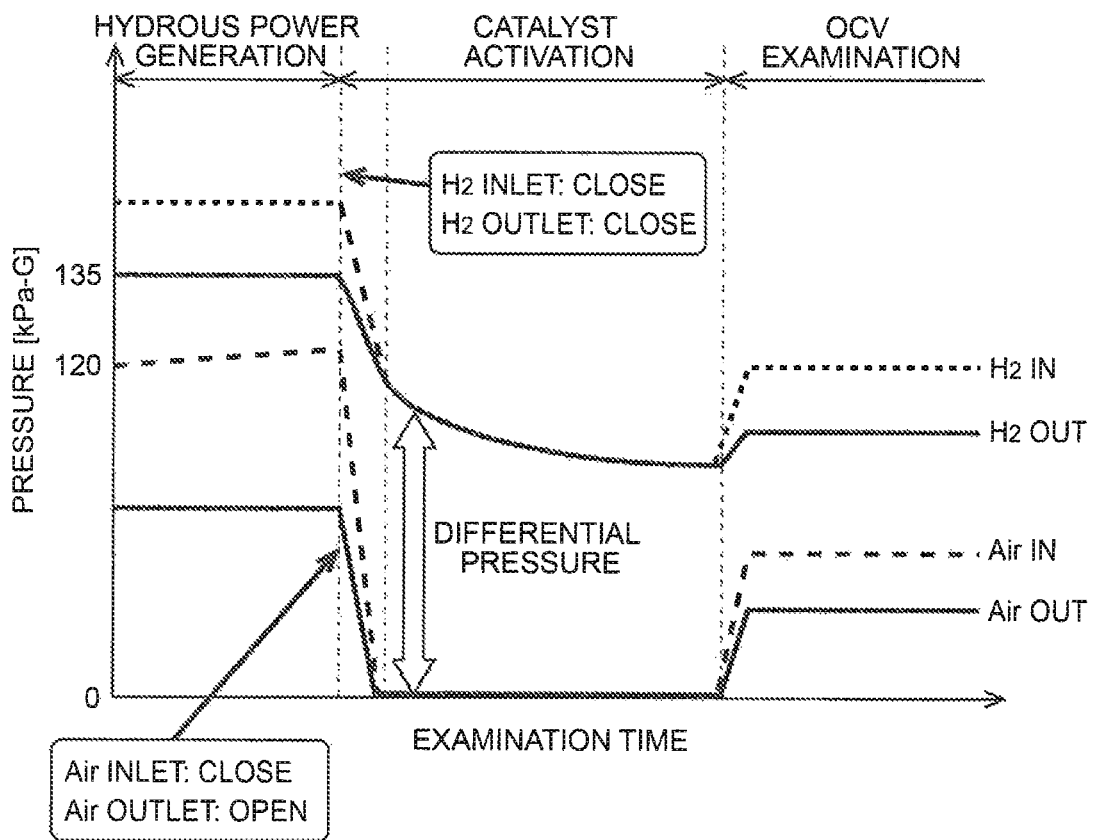 HYDROUS POWER
GENERATION
CATALYST
ACTIVATION
OCV
EXAMINATION
H2 INLET: CLOSE
H2 OUTLET: CLOSE
PRESSURE [kPa-G]
135
120
0
H2 IN
H2 OUT
DIFFERENTIAL
PRESSURE
Air IN
Air OUT
EXAMINATION TIME
Air INLET: CLOSE
Air OUTLET: OPEN